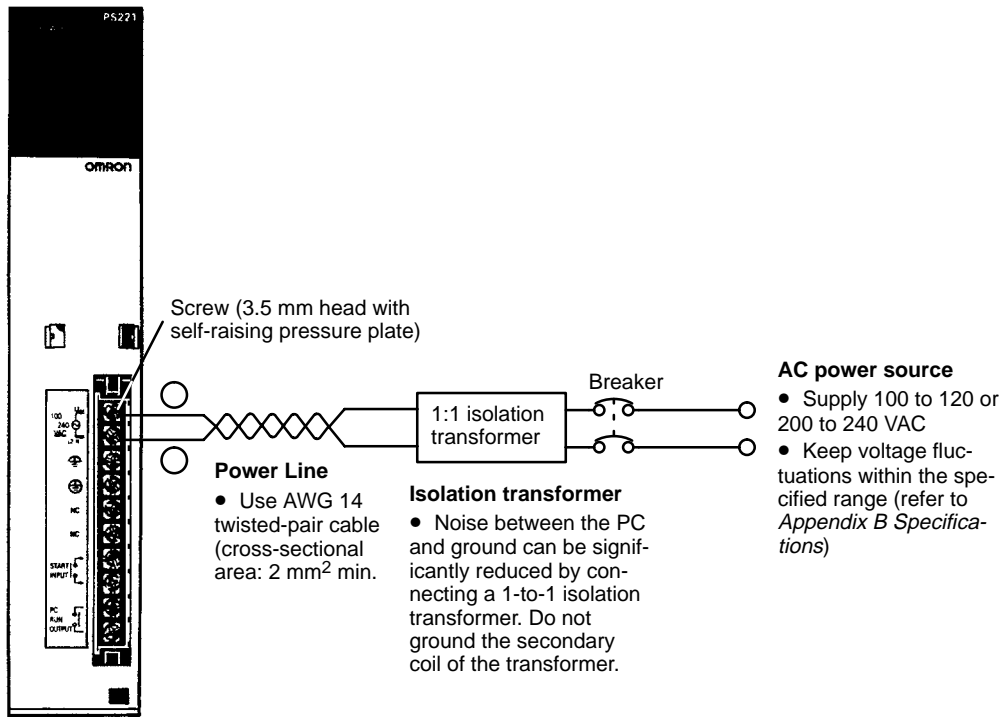 PS221
OMRON
Screw (3.5 mm head with
self-raising pressure plate)
100
240
VAC
NC
NC
START
INPUT
PC
RUN
OUTPUT
Power Line
• Use AWG 14
twisted-pair cable
(cross-sectional
area: 2 mm² min.
1:1 isolation
transformer
Isolation transformer
• Noise between the PC
and ground can be signif-
icantly reduced by con-
necting a 1-to-1 isolation
transformer. Do not
ground the secondary
coil of the transformer.
Breaker
AC power source
• Supply 100 to 120 or
200 to 240 VAC
• Keep voltage fluc-
tuations within the spe-
cified range (refer to
Appendix B Specifica-
tions)